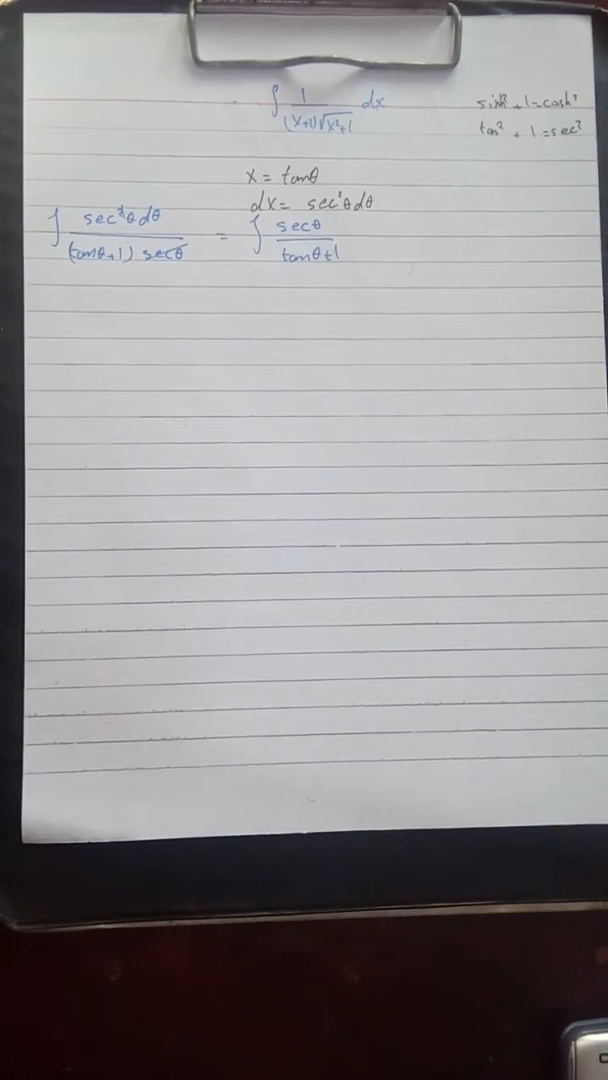 ∫ 1/((x+1)√(x²+1)) dx
sinh² + 1 = cosh²
tan² + 1 = sec²
x = tanθ
dx = sec²θ dθ
∫ sec²θ dθ/((tanθ+1) secθ) = ∫ secθ/(tanθ+1)